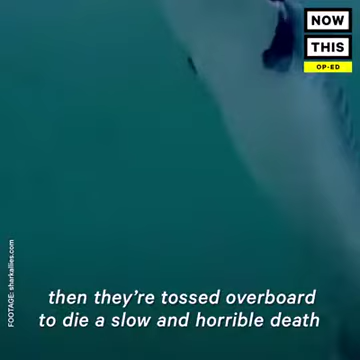 NOW
THIS
OP-ED
FOOTAGE: sharkallies.com
then they're tossed overboard
to die a slow and horrible death